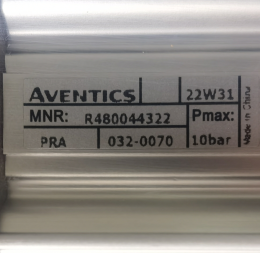 AVENTICS 22W31
MNR: R480044322 Pmax:
PRA 032-0070 10bar
Made in China